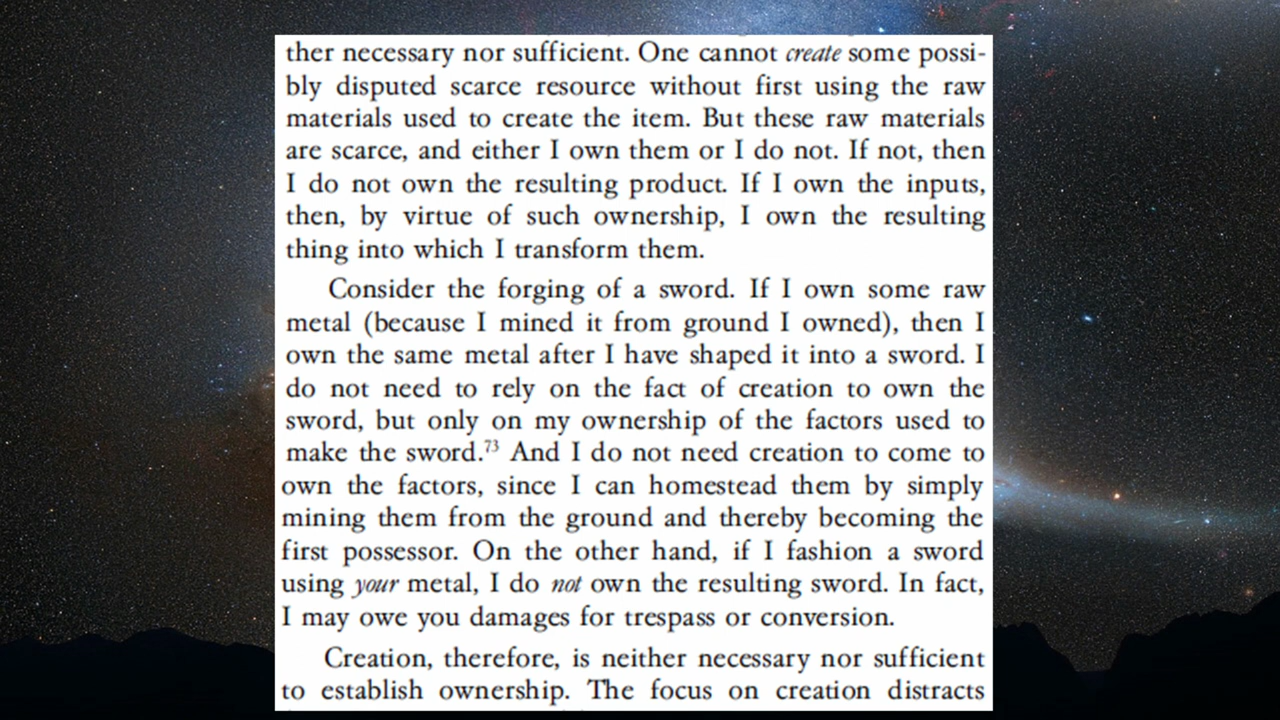 ther necessary nor sufficient. One cannot create some possi-
bly disputed scarce resource without first using the raw
materials used to create the item. But these raw materials
are scarce, and either I own them or I do not. If not, then
I do not own the resulting product. If I own the inputs,
then, by virtue of such ownership, I own the resulting
thing into which I transform them.
Consider the forging of a sword. If I own some raw
metal (because I mined it from ground I owned), then I
own the same metal after I have shaped it into a sword. I
do not need to rely on the fact of creation to own the
sword, but only on my ownership of the factors used to
make the sword.73 And I do not need creation to come to
own the factors, since I can homestead them by simply
mining them from the ground and thereby becoming the
first possessor. On the other hand, if I fashion a sword
using your metal, I do not own the resulting sword. In fact,
I may owe you damages for trespass or conversion.
Creation, therefore, is neither necessary nor sufficient
to establish ownership. The focus on creation distracts